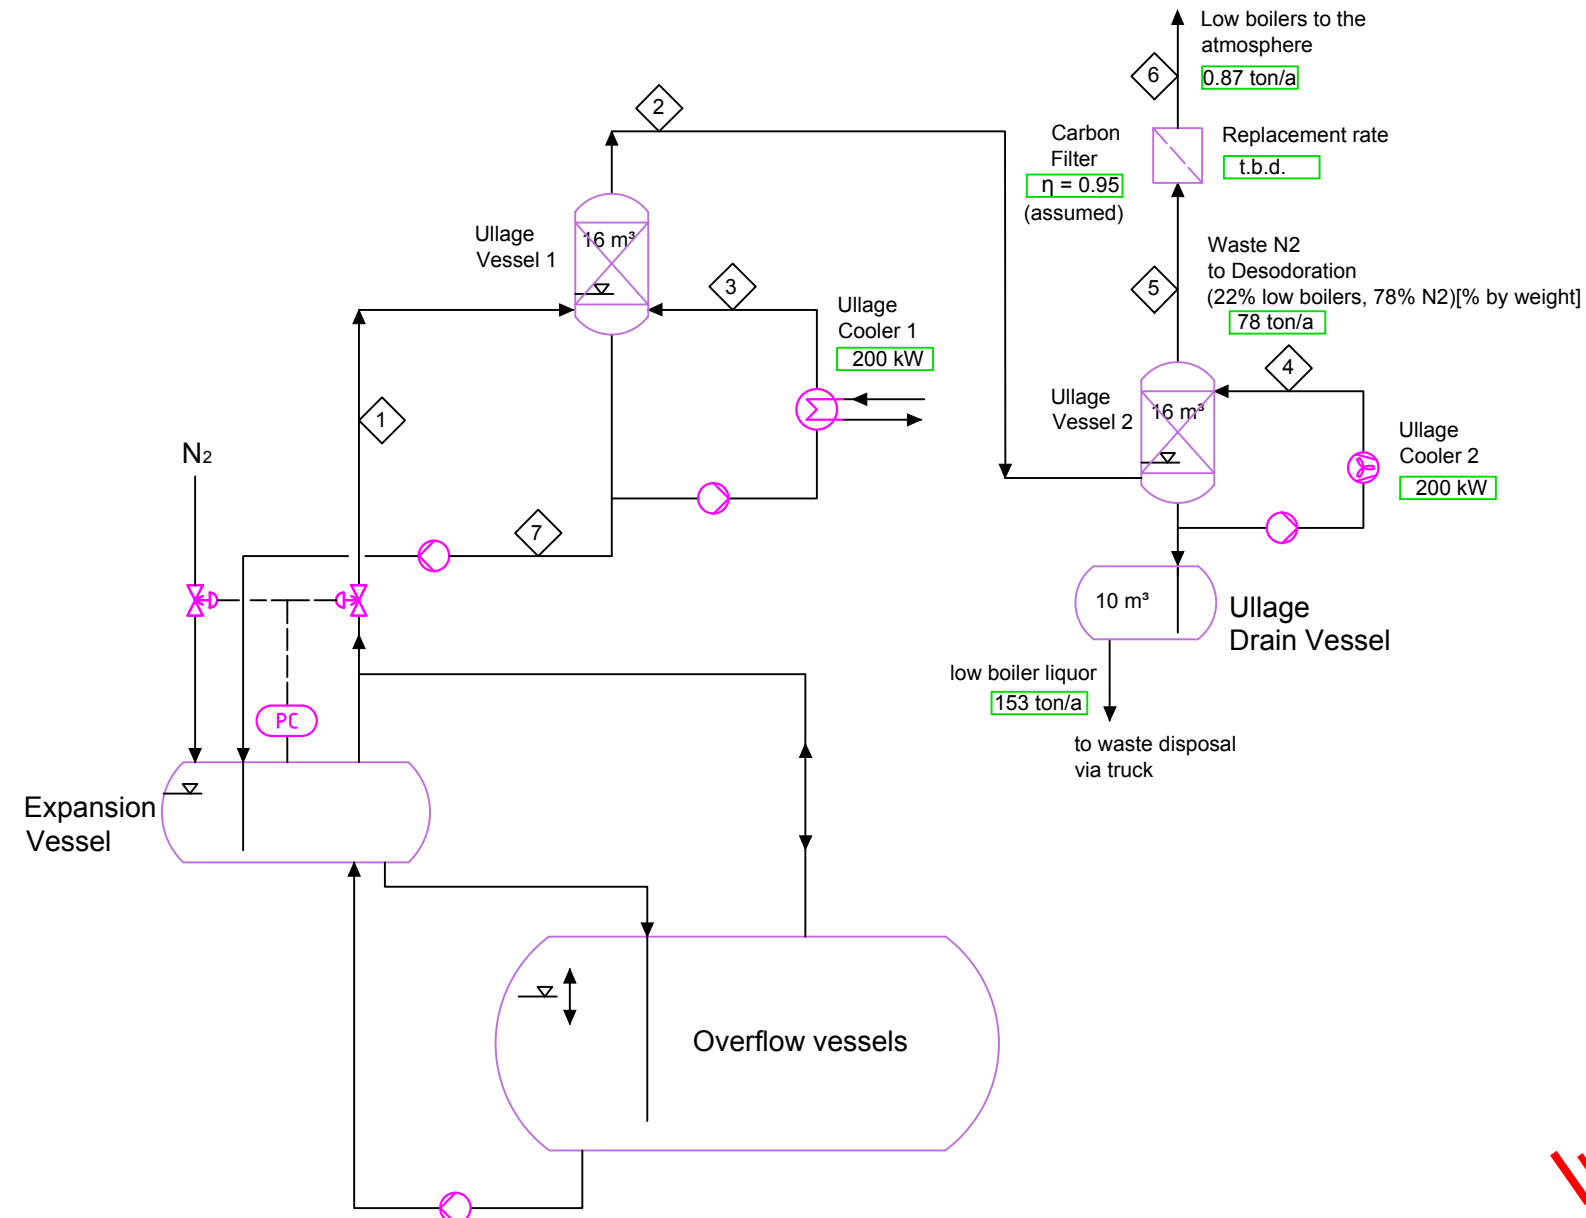 Low boilers to the
atmosphere
0.87 ton/a
6
2
Carbon
Filter
η = 0.95
(assumed)
Replacement rate
t.b.d.
Ullage
Vessel 1
16 m³
3
Ullage
Cooler 1
200 kW
5
Waste N2
to Desodoration
(22% low boilers, 78% N2)[% by weight]
78 ton/a
4
1
Ullage
Vessel 2
16 m³
Ullage
Cooler 2
200 kW
N2
7
10 m³
Ullage
Drain Vessel
low boiler liquor
153 ton/a
to waste disposal
via truck
PC
Expansion
Vessel
Overflow vessels